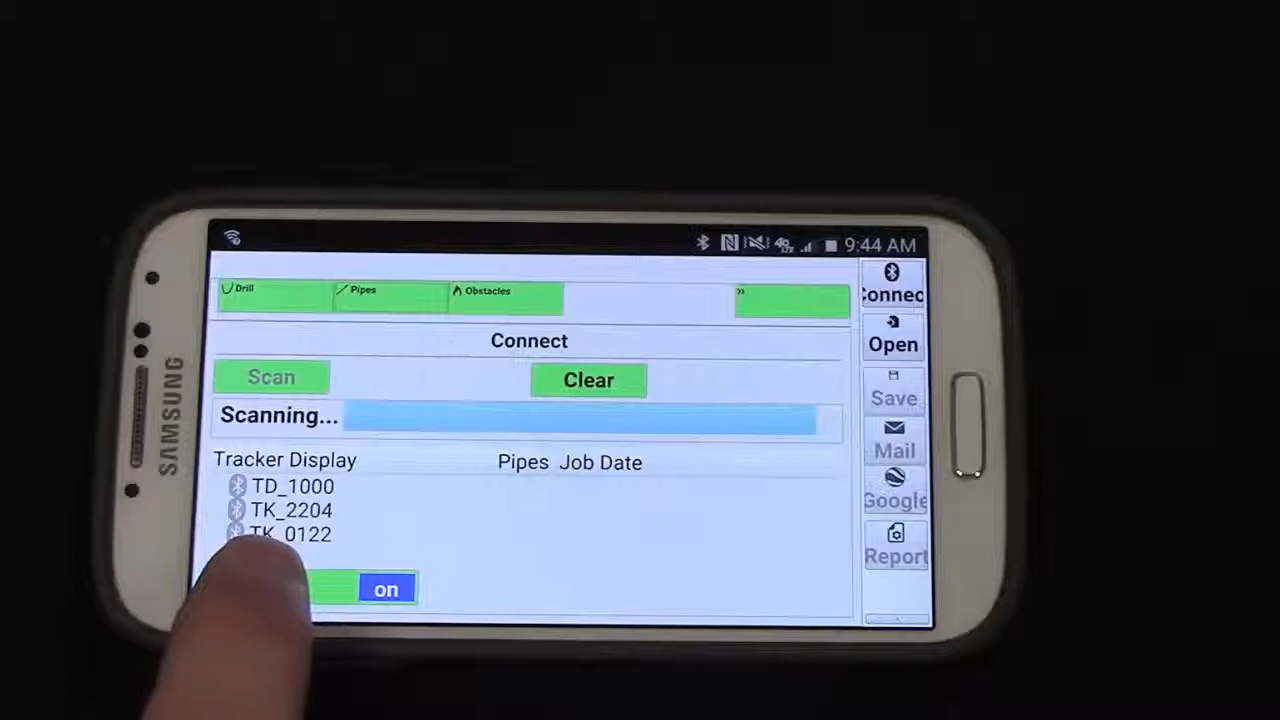 SAMSUNG
9:44 AM
Drill
Pipes
Obstacles
»
Connect
Scan
Clear
Scanning...
Tracker Display
Pipes Job Date
TD_1000
TK_2204
TK_0122
on
Connec
Open
Save
Mail
Google
Report